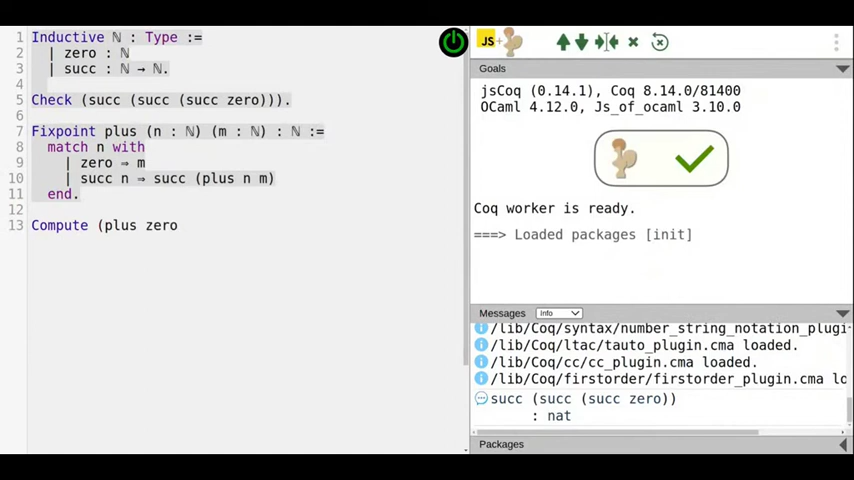 1 Inductive ℕ : Type :=
2 | zero : ℕ
3 | succ : ℕ → ℕ.
4
5 Check (succ (succ (succ zero))).
6
7 Fixpoint plus (n : ℕ) (m : ℕ) : ℕ :=
8 match n with
9 | zero ⇒ m
10 | succ n ⇒ succ (plus n m)
11 end.
12
13 Compute (plus zero
JS+
Goals
jsCoq (0.14.1), Coq 8.14.0/81400
OCaml 4.12.0, Js_of_ocaml 3.10.0
Coq worker is ready.
===> Loaded packages [init]
Messages Info
/lib/Coq/syntax/number_string_notation_plugi
/lib/Coq/ltac/tauto_plugin.cma loaded.
/lib/Coq/cc/cc_plugin.cma loaded.
/lib/Coq/firstorder/firstorder_plugin.cma lo
succ (succ (succ zero))
: nat
Packages